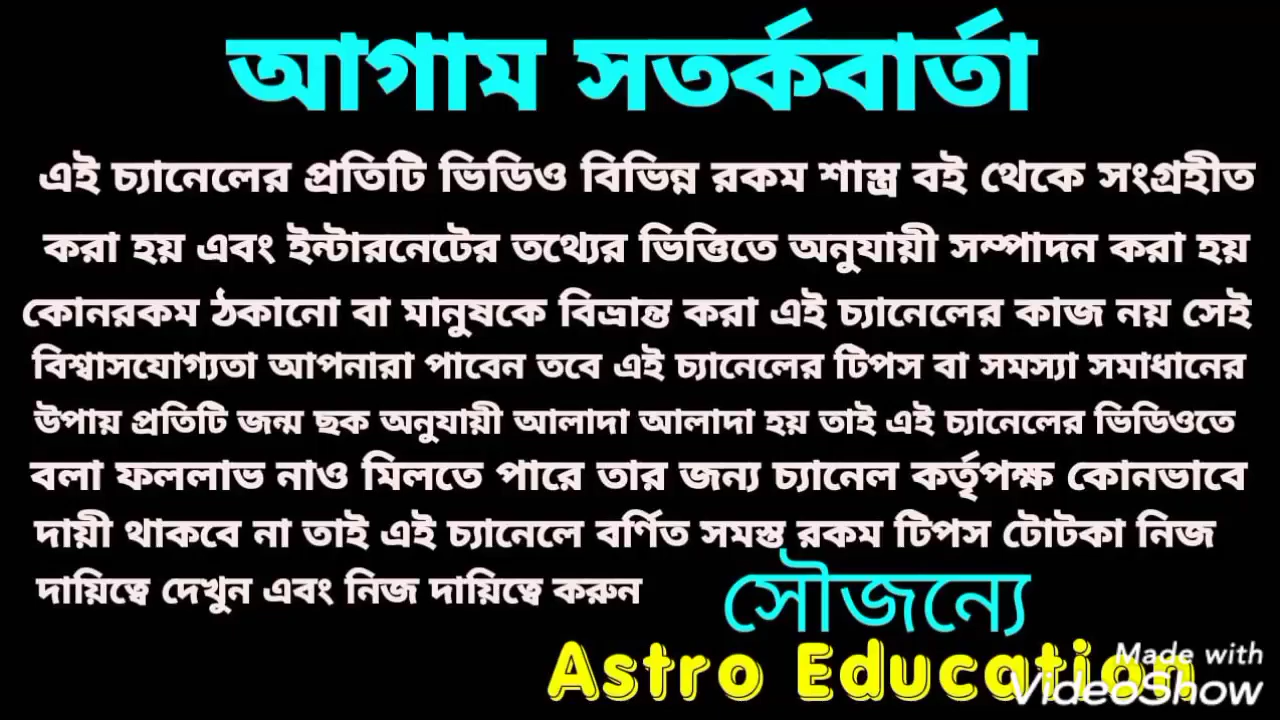 আগাম সতর্কবার্তা
এই চ্যানেলের প্রতিটি ভিডিও বিভিন্ন রকম শাস্ত্র বই থেকে সংগ্রহীত
করা হয় এবং ইন্টারনেটের তথ্যের ভিত্তিতে অনুযায়ী সম্পাদন করা হয়
কোনরকম ঠকানো বা মানুষকে বিভ্রান্ত করা এই চ্যানেলের কাজ নয় সেই
বিশ্বাসযোগ্যতা আপনারা পাবেন তবে এই চ্যানেলের টিপস বা সমস্যা সমাধানের
উপায় প্রতিটি জন্ম ছক অনুযায়ী আলাদা আলাদা হয় তাই এই চ্যানেলের ভিডিওতে
বলা ফললাভ নাও মিলতে পারে তার জন্য চ্যানেল কর্তৃপক্ষ কোনভাবে
দায়ী থাকবে না তাই এই চ্যানেলে বর্ণিত সমস্ত রকম টিপস টোটকা নিজ
দায়িত্বে দেখুন এবং নিজ দায়িত্বে করুন
সৌজন্যে
Astro Education
Made with
VideoShow